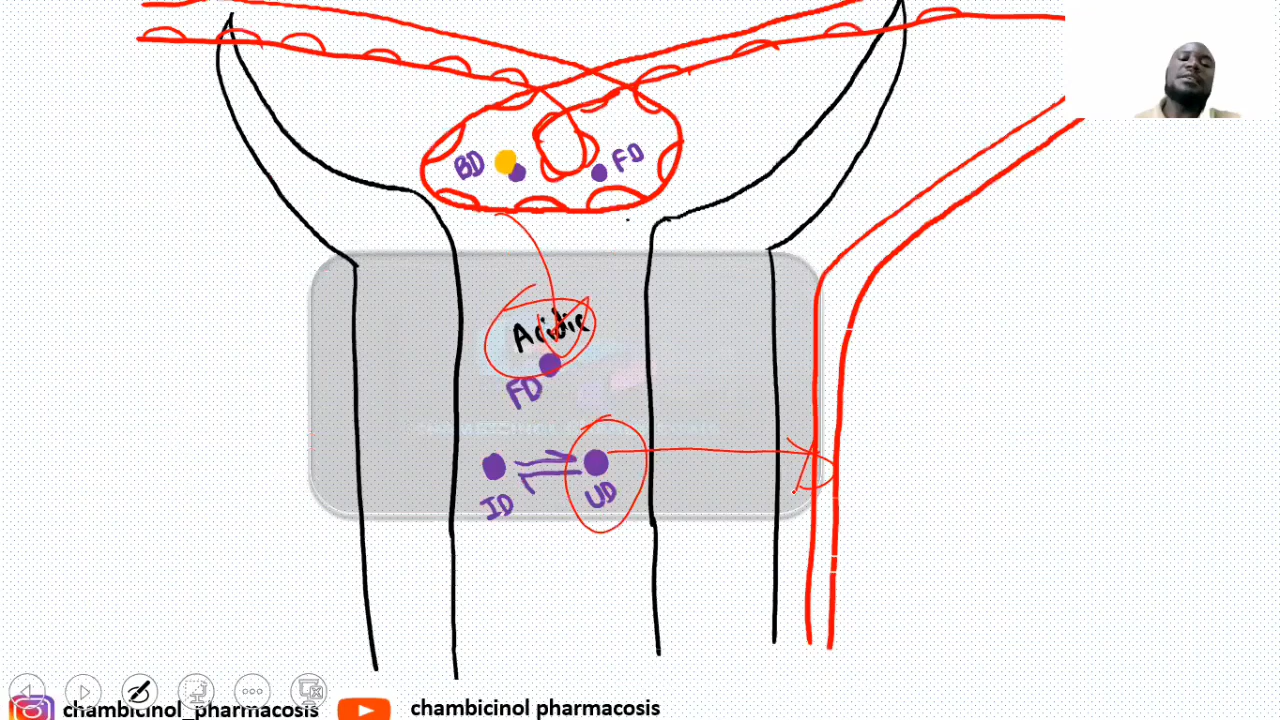 BD
FD
Acidic
FD
ID
UD
chambicinol_pharmacosis
chambicinol pharmacosis